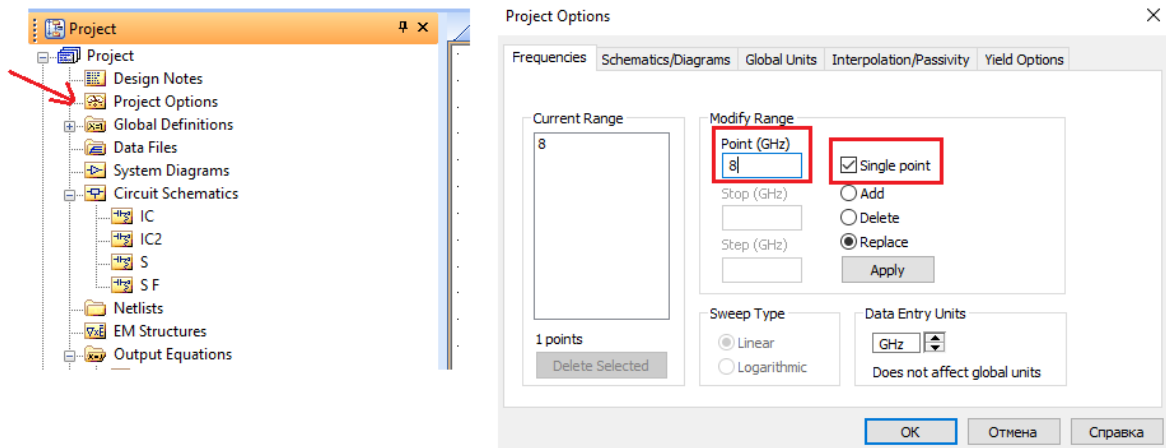 Project
Project
Design Notes
Project Options
Global Definitions
Data Files
System Diagrams
Circuit Schematics
IC
IC2
S
S F
Netlists
EM Structures
Output Equations
Project Options
Frequencies Schematics/Diagrams Global Units Interpolation/Passivity Yield Options
Current Range
8
1 points
Delete Selected
Modify Range
Point (GHz)
8
Single point
Stop (GHz)
Add
Delete
Step (GHz)
Replace
Apply
Sweep Type
Linear
Logarithmic
Data Entry Units
GHz
Does not affect global units
OK Отмена Справка